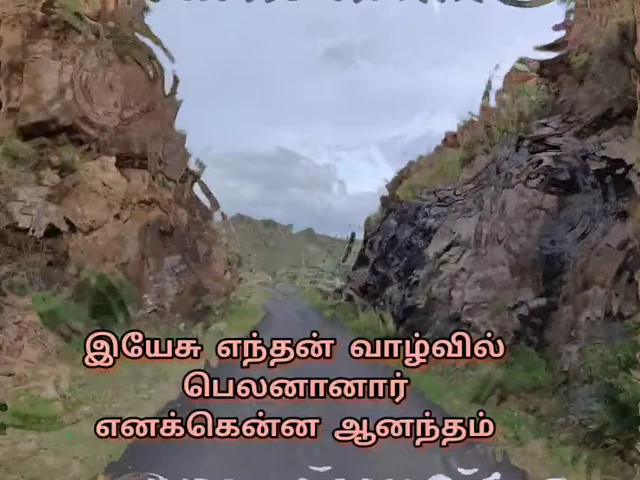 இயேசு எந்தன் வாழ்வில்
பெலனானார்
எனக்கென்ன ஆனந்தம்